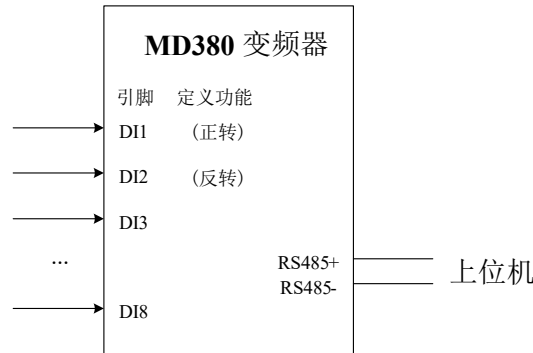 MD380 变频器
引脚 定义功能
DI1 (正转)
DI2 (反转)
DI3
...
RS485+
RS485-
上位机
DI8